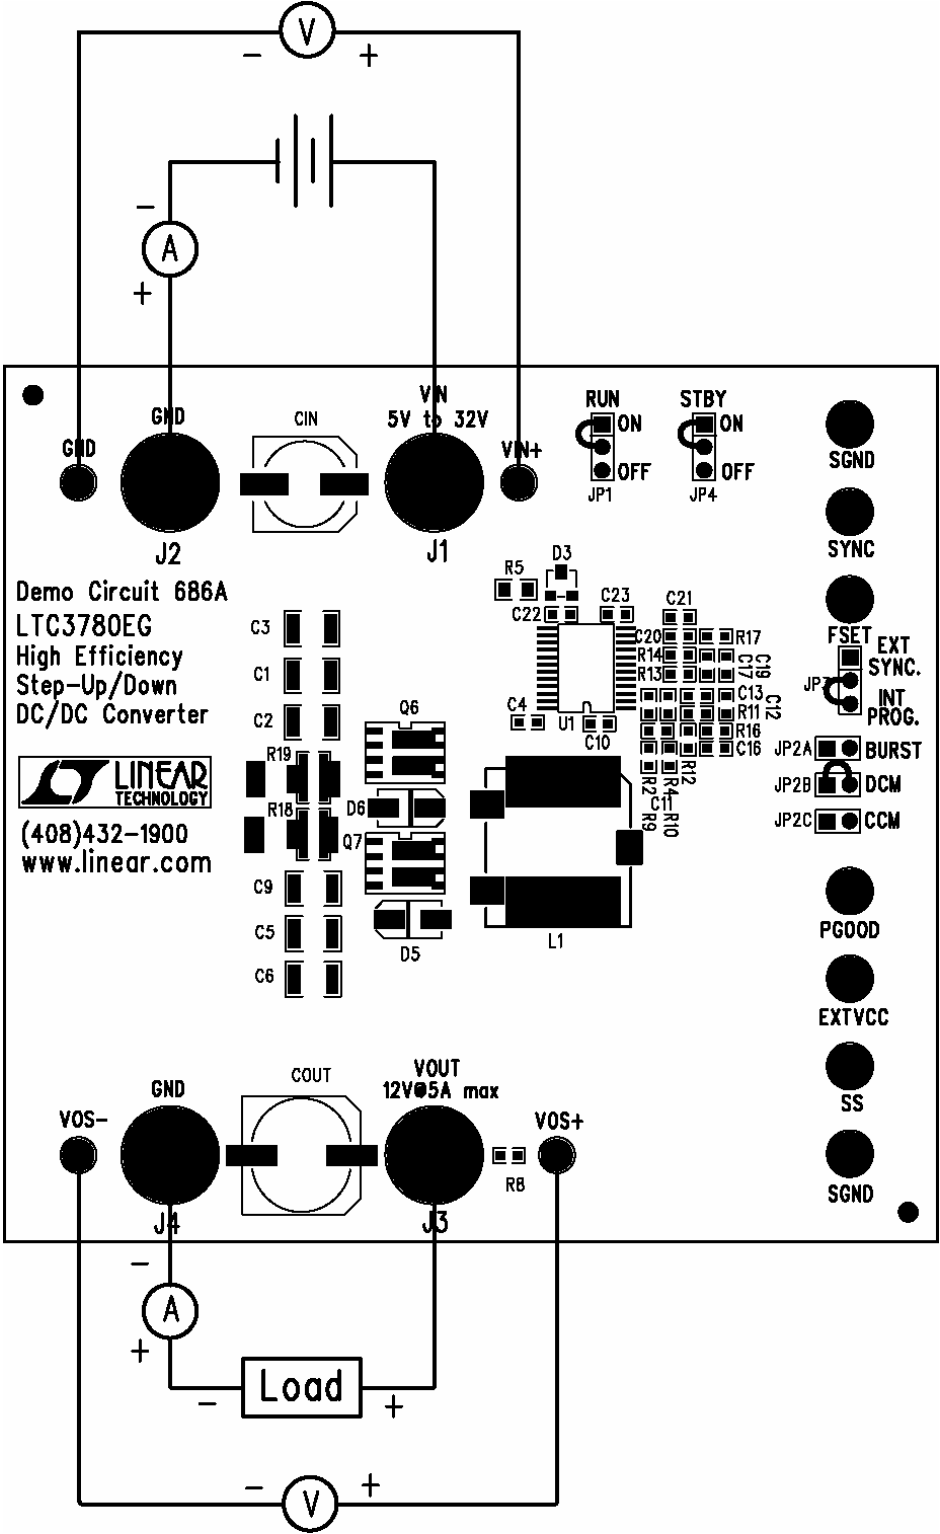 V
- +
-
A
+
VIN
GND
5V to 32V
GND
CIN
VIN+
J2
J1
RUN
ON
OFF
JP1
STBY
ON
OFF
JP4
SGND
SYNC
FSET
Demo Circuit 686A
LTC3780EG
High Efficiency
Step-Up/Down
DC/DC Converter
LINEAR
TECHNOLOGY
(408)432-1900
www.linear.com
R5
D3
C22
C23
C21
C20
R17
R14
R13
C17
C19
C13
C12
R11
R16
C16
C4
U1
C10
R2
R4
R12
C11
R9
R10
EXT
SYNC.
JP3
INT
PROG.
JP2A
BURST
JP2B
DCM
JP2C
CCM
C3
C1
C2
Q6
R19
R18
D6
Q7
C9
C5
C6
D5
L1
PGOOD
EXTVCC
SS
SGND
GND
COUT
VOUT
12V@5A max
VOS-
VOS+
R8
J4
J3
-
A
+
Load
- +
- +
V